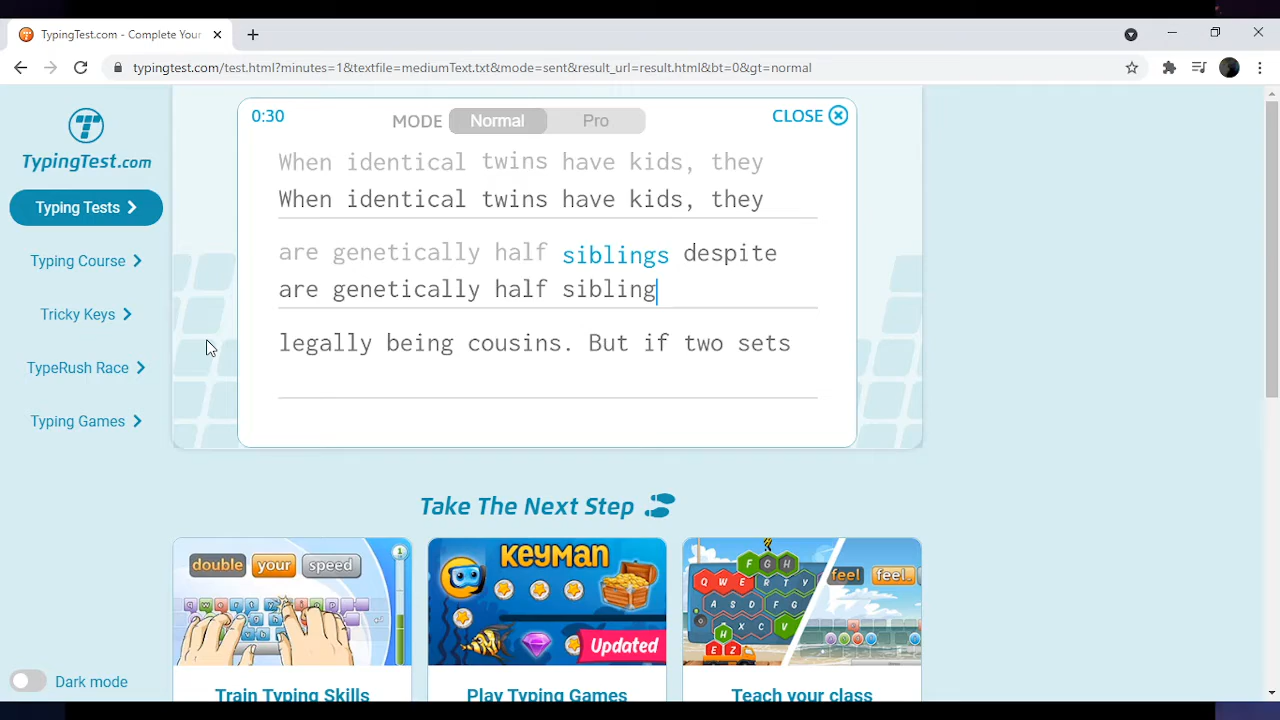 TypingTest.com - Complete Your
typingtest.com/test.html?minutes=1&textfile=mediumText.txt&mode=sent&result_url=result.html&bt=0&gt=normal
TypingTest.com
Typing Tests
Typing Course
Tricky Keys
TypeRush Race
Typing Games
Dark mode
0:30
MODE Normal Pro
CLOSE
When identical twins have kids, they
When identical twins have kids, they
are genetically half siblings despite
are genetically half sibling
legally being cousins. But if two sets
Take The Next Step
double your speed
1
Train Typing Skills
KEYMAN
Updated
Play Typing Games
F G H
Q W E R T Y
A S D F G
X C V
H
E Z
feel feel.
Teach your class